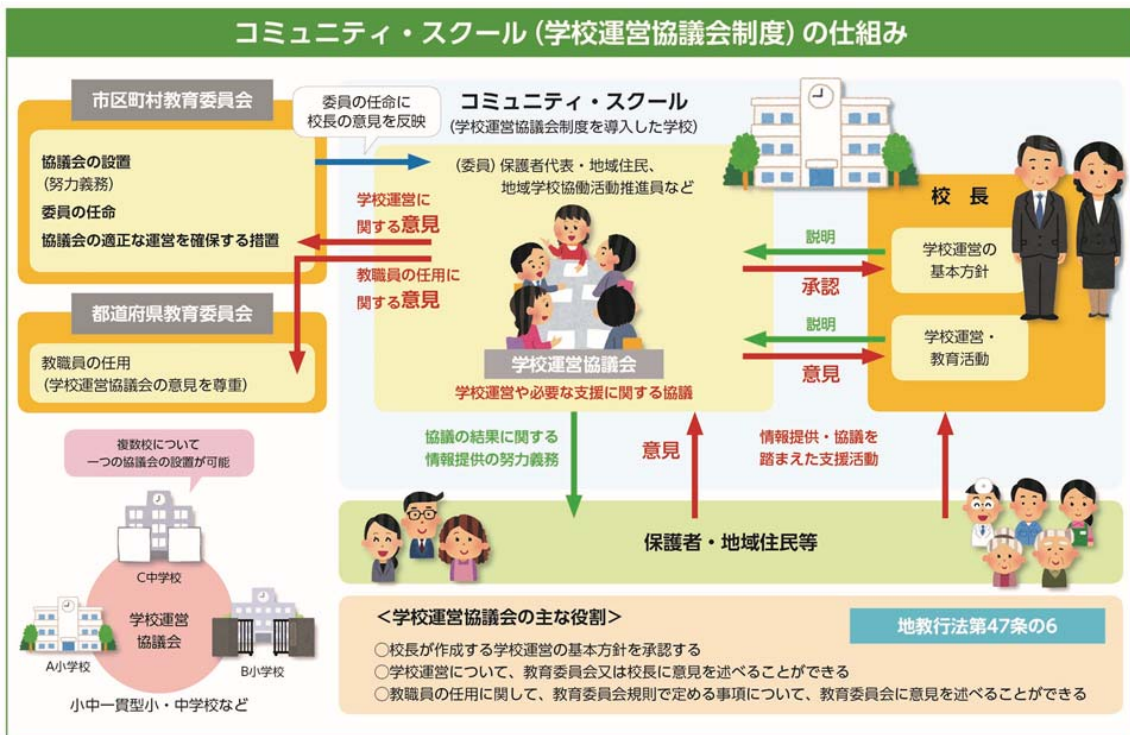 コミュニティ・スクール（学校運営協議会制度）の仕組み
市区町村教育委員会
協議会の設置
(努力義務)
委員の任命
協議会の適正な運営を確保する措置
委員の任命に
校長の意見を反映
コミュニティ・スクール
(学校運営協議会制度を導入した学校)
(委員) 保護者代表・地域住民、
地域学校協働活動推進員など
学校運営に
関する意見
教職員の任用に
関する意見
学校運営協議会
学校運営や必要な支援に関する協議
校長
説明
承認
学校運営の
基本方針
説明
意見
学校運営・
教育活動
都道府県教育委員会
教職員の任用
(学校運営協議会の意見を尊重)
協議の結果に関する
情報提供の努力義務
意見
情報提供・協議を
踏まえた支援活動
保護者・地域住民等
複数校について
一つの協議会の設置が可能
C中学校
学校運営
協議会
A小学校
B小学校
小中一貫型小・中学校など
＜学校運営協議会の主な役割＞
地教行法第47条の6
○校長が作成する学校運営の基本方針を承認する
○学校運営について、教育委員会又は校長に意見を述べることができる
○教職員の任用に関して、教育委員会規則で定める事項について、教育委員会に意見を述べることができる